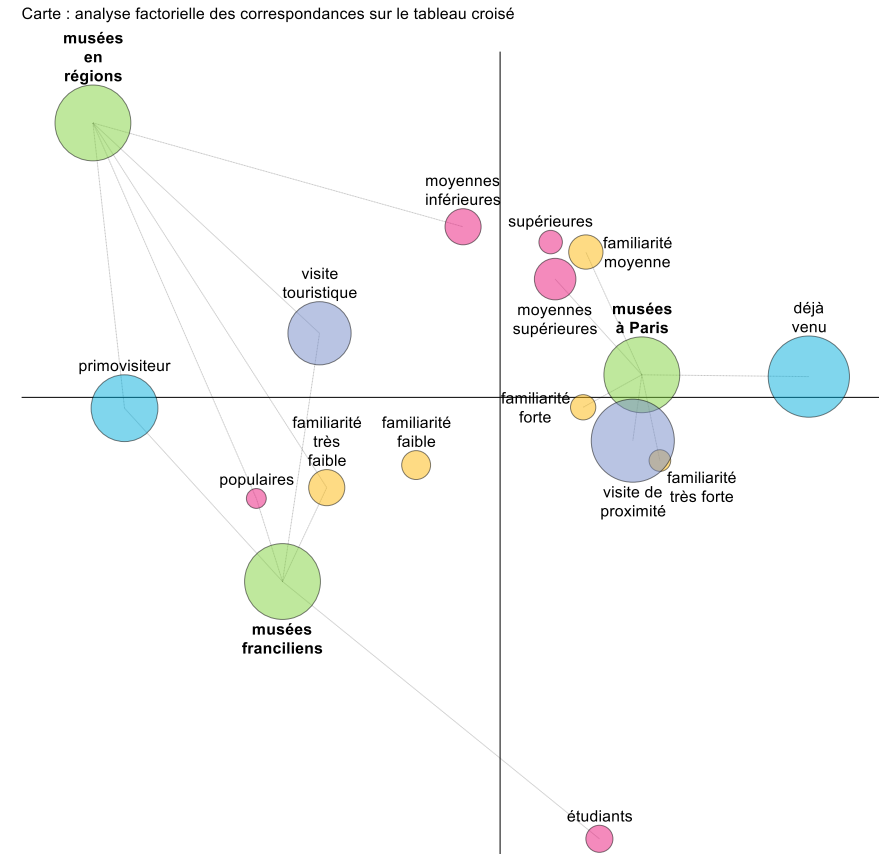 Carte : analyse factorielle des correspondances sur le tableau croisé
musées
en
régions
moyennes
inférieures
supérieures
familiarité
moyenne
visite
touristique
moyennes
supérieures
musées
à Paris
déjà
venu
primovisiteur
familiarité
forte
familiarité
très
faible
familiarité
faible
populaires
visite de
proximité
familiarité
très forte
musées
franciliens
étudiants